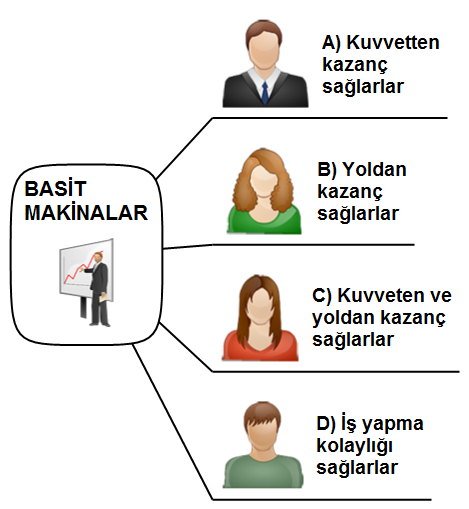 BASİT
MAKİNALAR
A) Kuvvetten
kazanç
sağlarlar
B) Yoldan
kazanç
sağlarlar
C) Kuvveten ve
yoldan kazanç
sağlarlar
D) İş yapma
kolaylığı
sağlarlar